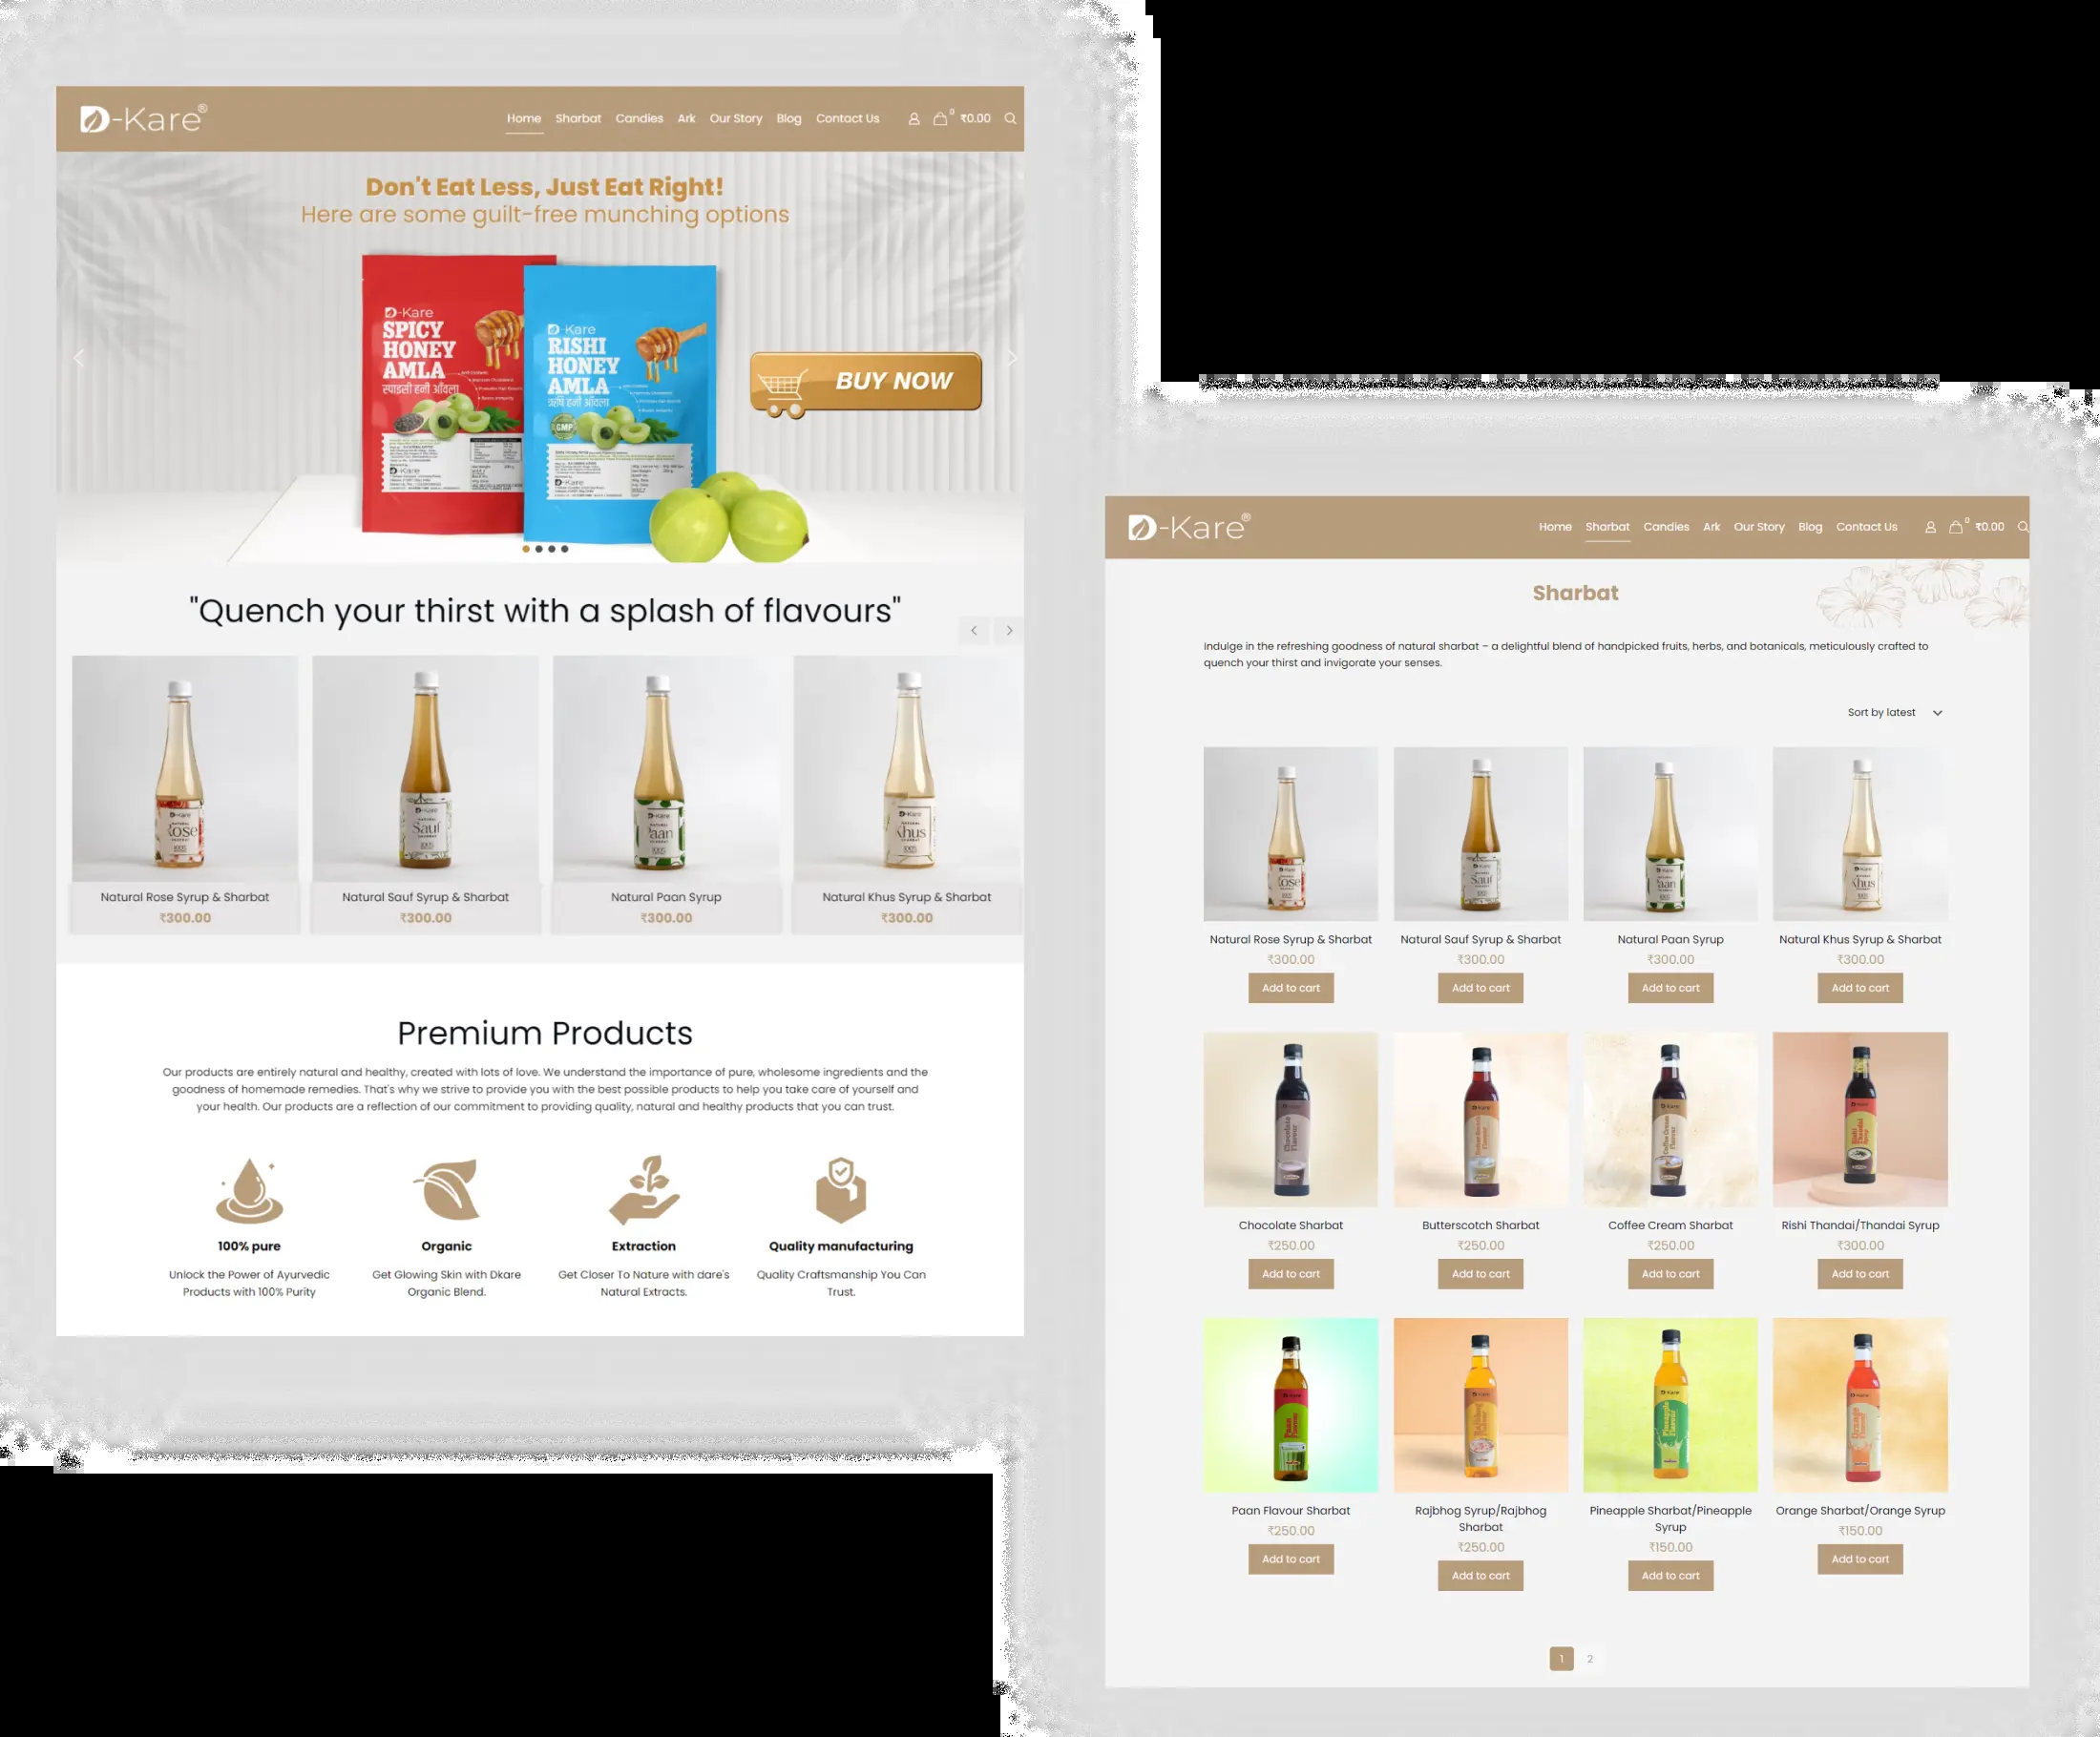 D-Kare®
Home Sharbat Candies Ark Our Story Blog Contact Us 0 ₹0.00
Don't Eat Less, Just Eat Right!
Here are some guilt-free munching options
D-Kare
SPICY
HONEY
AMLA
स्पाइसी हनी आँवला
D-Kare
D-Kare
RISHI
HONEY
AMLA
ऋषि हनी आँवला
GMP
D-Kare
BUY NOW
"Quench your thirst with a splash of flavours"
Natural Rose Syrup & Sharbat
₹300.00
Natural Sauf Syrup & Sharbat
₹300.00
Natural Paan Syrup
₹300.00
Natural Khus Syrup & Sharbat
₹300.00
Premium Products
Our products are entirely natural and healthy, created with lots of love. We understand the importance of pure, wholesome ingredients and the
goodness of homemade remedies. That's why we strive to provide you with the best possible products to help you take care of yourself and
your health. Our products are a reflection of our commitment to providing quality, natural and healthy products that you can trust.
100% pure
Unlock the Power of Ayurvedic
Products with 100% Purity
Organic
Get Glowing Skin with Dkare
Organic Blend.
Extraction
Get Closer To Nature with dare's
Natural Extracts.
Quality manufacturing
Quality Craftsmanship You Can
Trust.
D-Kare®
Home Sharbat Candies Ark Our Story Blog Contact Us 0 ₹0.00
Sharbat
Indulge in the refreshing goodness of natural sharbat – a delightful blend of handpicked fruits, herbs, and botanicals, meticulously crafted to
quench your thirst and invigorate your senses.
Sort by latest
Natural Rose Syrup & Sharbat
₹300.00
Add to cart
Natural Sauf Syrup & Sharbat
₹300.00
Add to cart
Natural Paan Syrup
₹300.00
Add to cart
Natural Khus Syrup & Sharbat
₹300.00
Add to cart
Chocolate Sharbat
₹250.00
Add to cart
Butterscotch Sharbat
₹250.00
Add to cart
Coffee Cream Sharbat
₹250.00
Add to cart
Rishi Thandai/Thandai Syrup
₹300.00
Add to cart
Paan Flavour Sharbat
₹250.00
Add to cart
Rajbhog Syrup/Rajbhog
Sharbat
₹250.00
Add to cart
Pineapple Sharbat/Pineapple
Syrup
₹150.00
Add to cart
Orange Sharbat/Orange Syrup
₹150.00
Add to cart
1 2